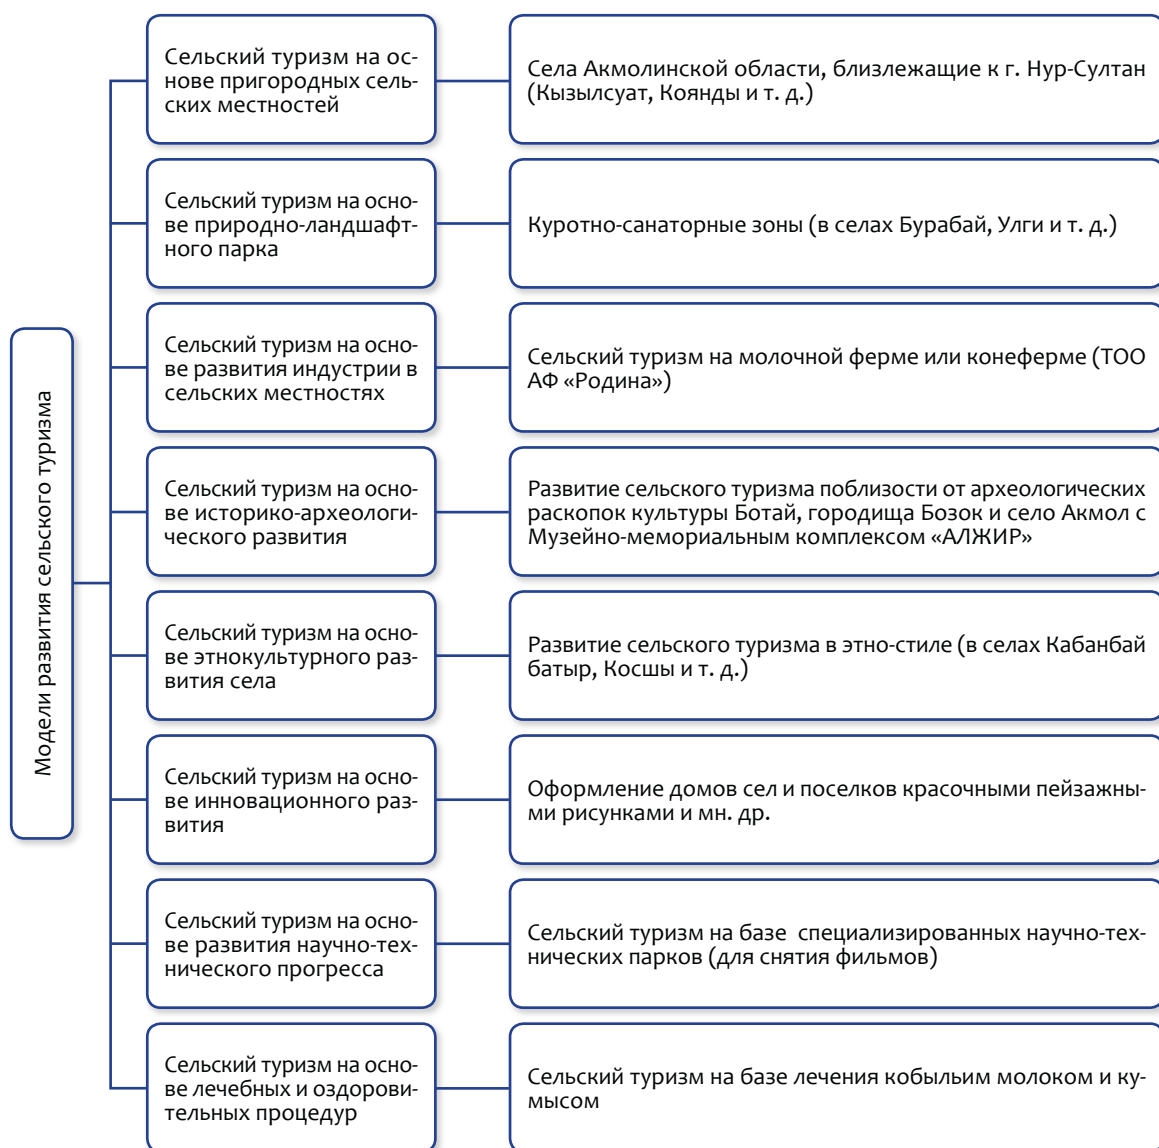 Модели развития сельского туризма
Сельский туризм на ос-
нове пригородных сель-
ских местностей
Села Акмолинской области, близлежащие к г. Нур-Султан
(Кызылсуат, Коянды и т. д.)
Сельский туризм на осно-
ве природно-ландшафт-
ного парка
Куротно-санаторные зоны (в селах Бурабай, Улги и т. д.)
Сельский туризм на осно-
ве развития индустрии в
сельских местностях
Сельский туризм на молочной ферме или конеферме (ТОО
АФ «Родина»)
Сельский туризм на осно-
ве историко-археологи-
ческого развития
Развитие сельского туризма поблизости от археологических
раскопок культуры Ботай, городища Бозок и село Акмол с
Музейно-мемориальным комплексом «АЛЖИР»
Сельский туризм на осно-
ве этнокультурного раз-
вития села
Развитие сельского туризма в этно-стиле (в селах Кабанбай
батыр, Косшы и т. д.)
Сельский туризм на осно-
ве инновационного раз-
вития
Оформление домов сел и поселков красочными пейзажны-
ми рисунками и мн. др.
Сельский туризм на осно-
ве развития научно-тех-
нического прогресса
Сельский туризм на базе специализированных научно-тех-
нических парков (для снятия фильмов)
Сельский туризм на осно-
ве лечебных и оздорови-
тельных процедур
Сельский туризм на базе лечения кобыльим молоком и ку-
мысом